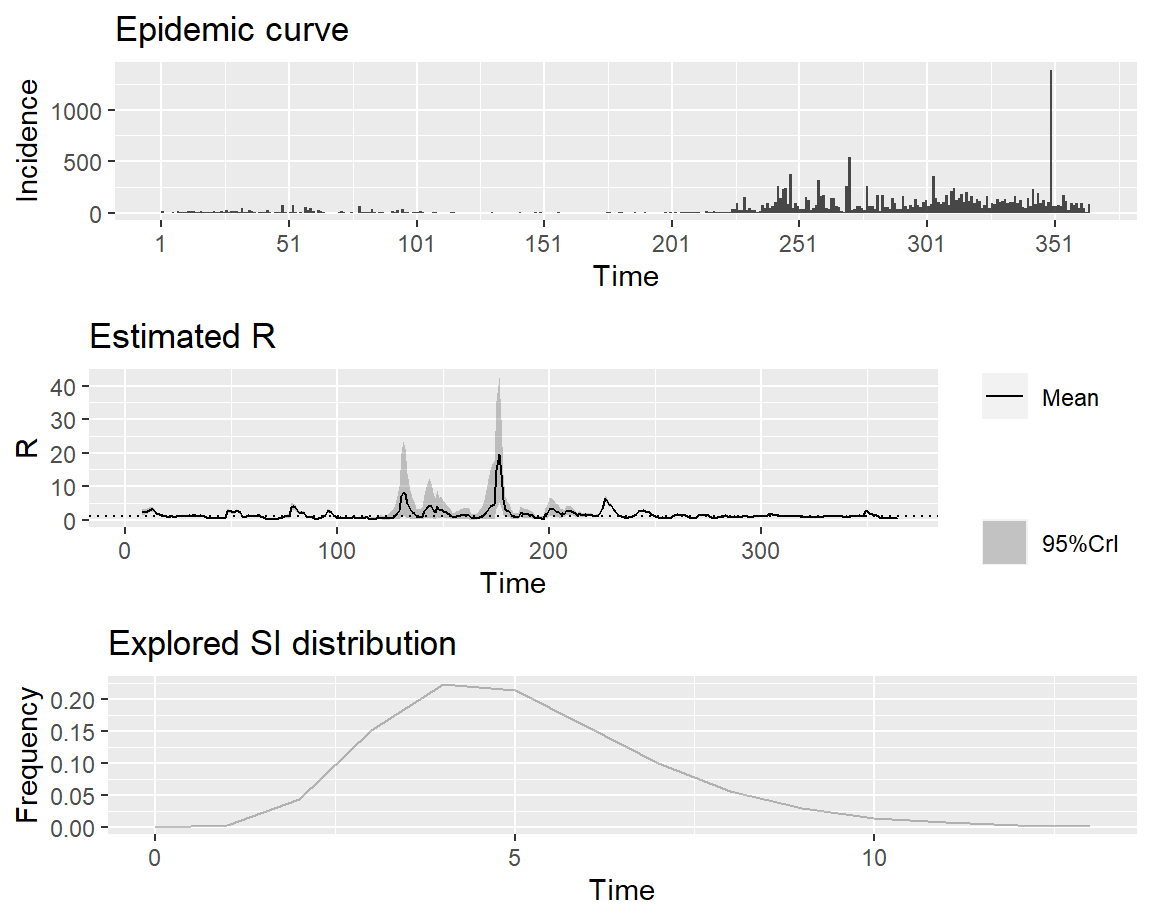 Epidemic curve
Incidence
1000
500
0
1 51 101 151 201 251 301 351
Time
Estimated R
R
40
30
20
10
0
0 100 200 300
Time
Mean
95%CrI
Explored SI distribution
Frequency
0.20
0.15
0.10
0.05
0.00
0 5 10
Time